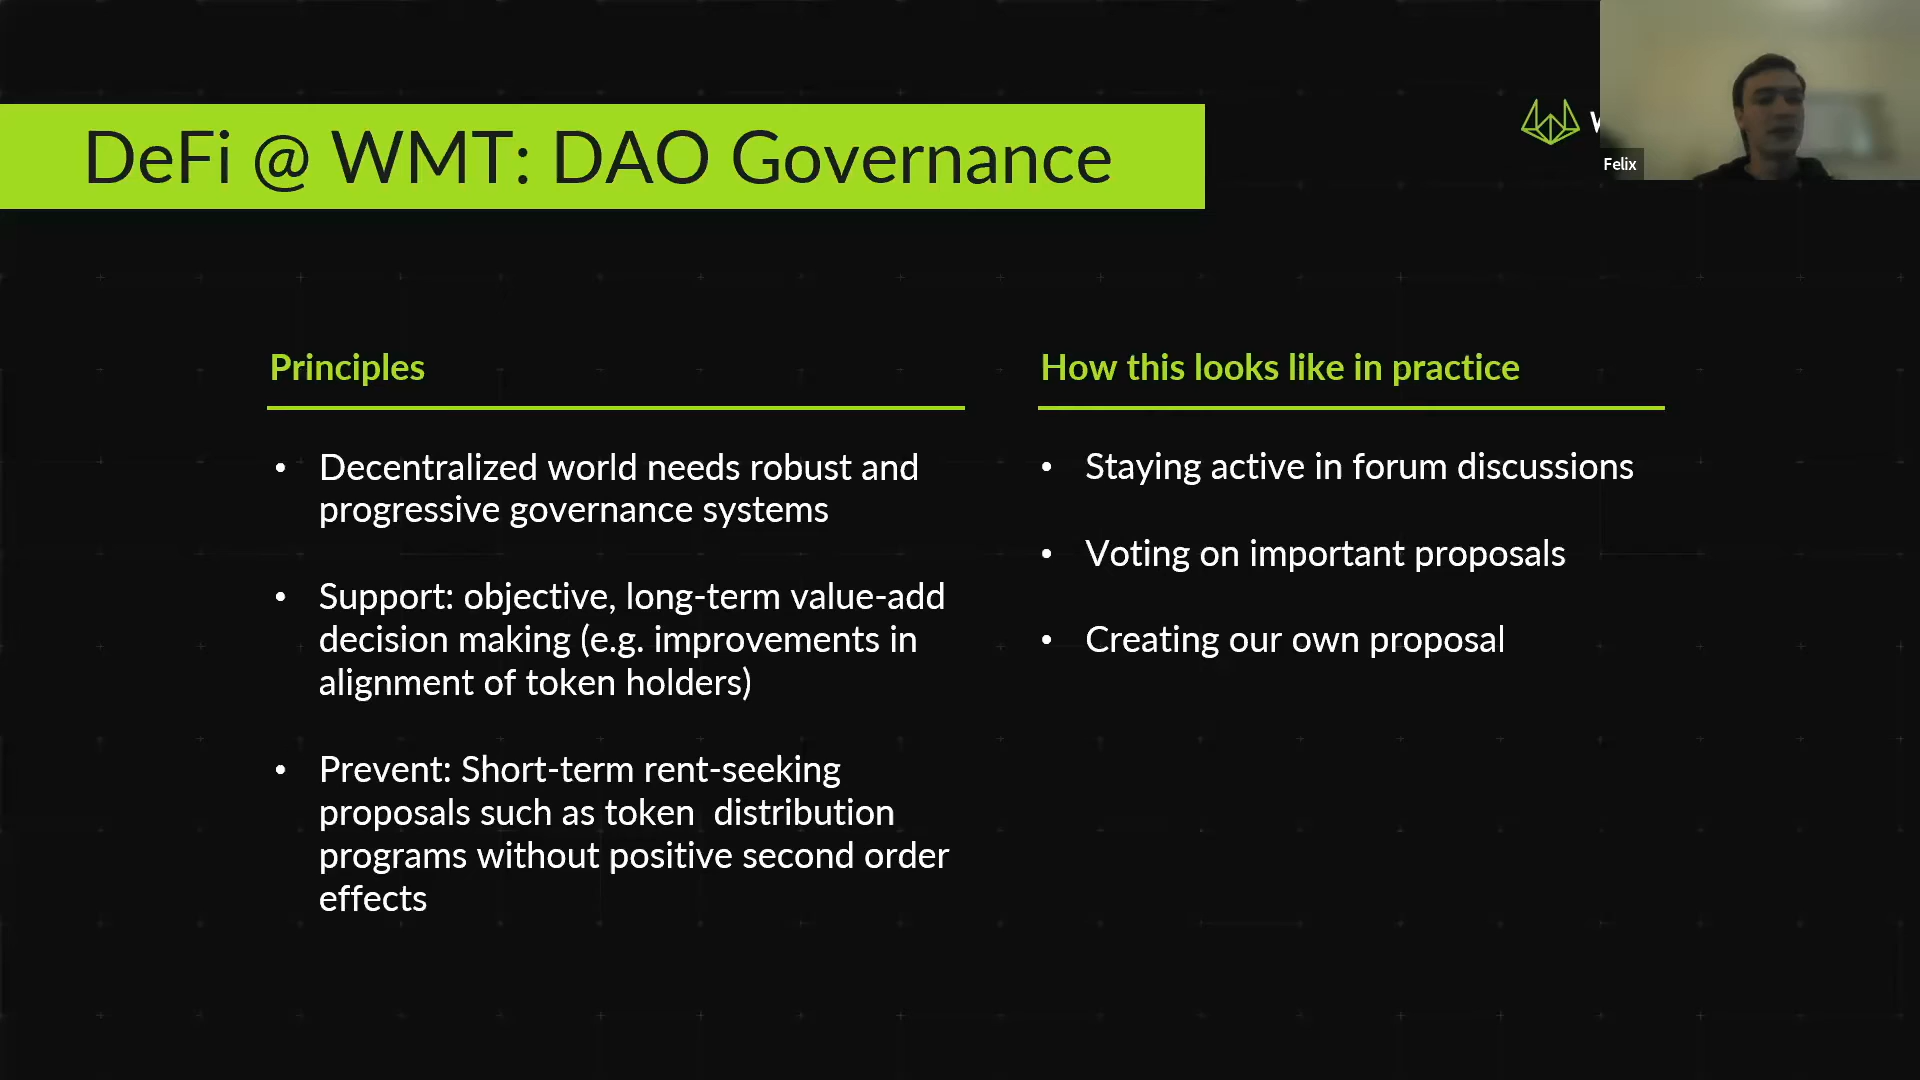 DeFi @ WMT: DAO Governance
Felix
Principles
• Decentralized world needs robust and
progressive governance systems
• Support: objective, long-term value-add
decision making (e.g. improvements in
alignment of token holders)
• Prevent: Short-term rent-seeking
proposals such as token  distribution
programs without positive second order
effects
How this looks like in practice
• Staying active in forum discussions
• Voting on important proposals
• Creating our own proposal